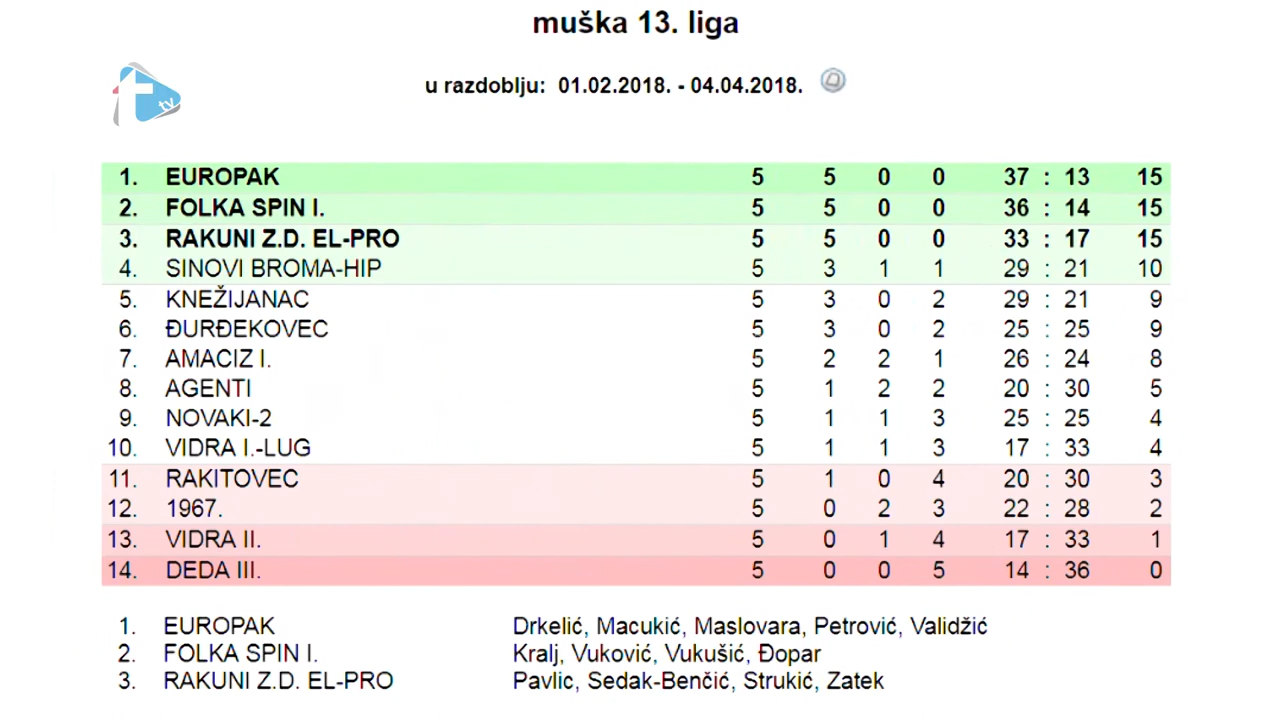 muška 13. liga
u razdoblju: 01.02.2018. - 04.04.2018.
t tv
1. EUROPAK 5 5 0 0 37 : 13 15
2. FOLKA SPIN I. 5 5 0 0 36 : 14 15
3. RAKUNI Z.D. EL-PRO 5 5 0 0 33 : 17 15
4. SINOVI BROMA-HIP 5 3 1 1 29 : 21 10
5. KNEŽIJANAC 5 3 0 2 29 : 21 9
6. ĐURĐEKOVEC 5 3 0 2 25 : 25 9
7. AMACIZ I. 5 2 2 1 26 : 24 8
8. AGENTI 5 1 2 2 20 : 30 5
9. NOVAKI-2 5 1 1 3 25 : 25 4
10. VIDRA I.-LUG 5 1 1 3 17 : 33 4
11. RAKITOVEC 5 1 0 4 20 : 30 3
12. 1967. 5 0 2 3 22 : 28 2
13. VIDRA II. 5 0 1 4 17 : 33 1
14. DEDA III. 5 0 0 5 14 : 36 0
1. EUROPAK Drkelić, Macukić, Maslovara, Petrović, Validžić
2. FOLKA SPIN I. Kralj, Vuković, Vukušić, Đopar
3. RAKUNI Z.D. EL-PRO Pavlic, Sedak-Benčić, Strukić, Zatek